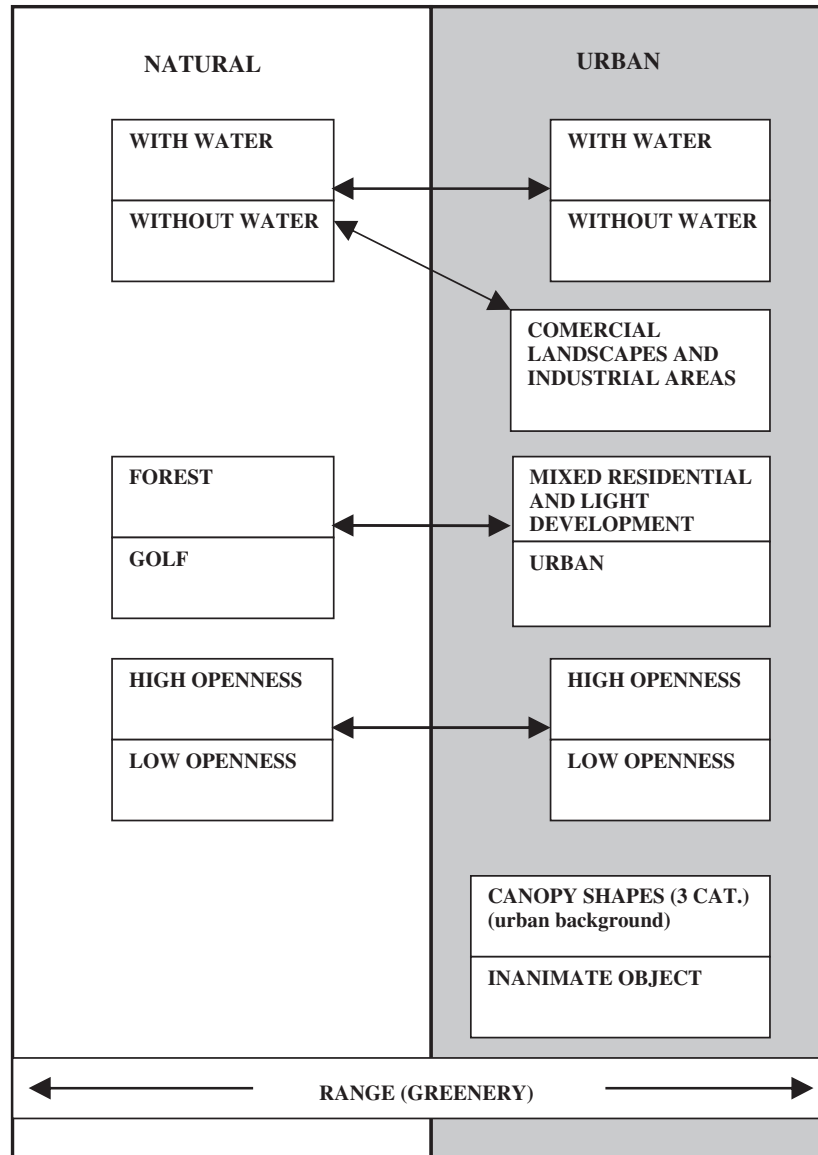 NATURAL
URBAN
WITH WATER
WITHOUT WATER
WITH WATER
WITHOUT WATER
COMERCIAL
LANDSCAPES AND
INDUSTRIAL AREAS
FOREST
GOLF
MIXED RESIDENTIAL
AND LIGHT
DEVELOPMENT
URBAN
HIGH OPENNESS
LOW OPENNESS
HIGH OPENNESS
LOW OPENNESS
CANOPY SHAPES (3 CAT.)
(urban background)
INANIMATE OBJECT
RANGE (GREENERY)